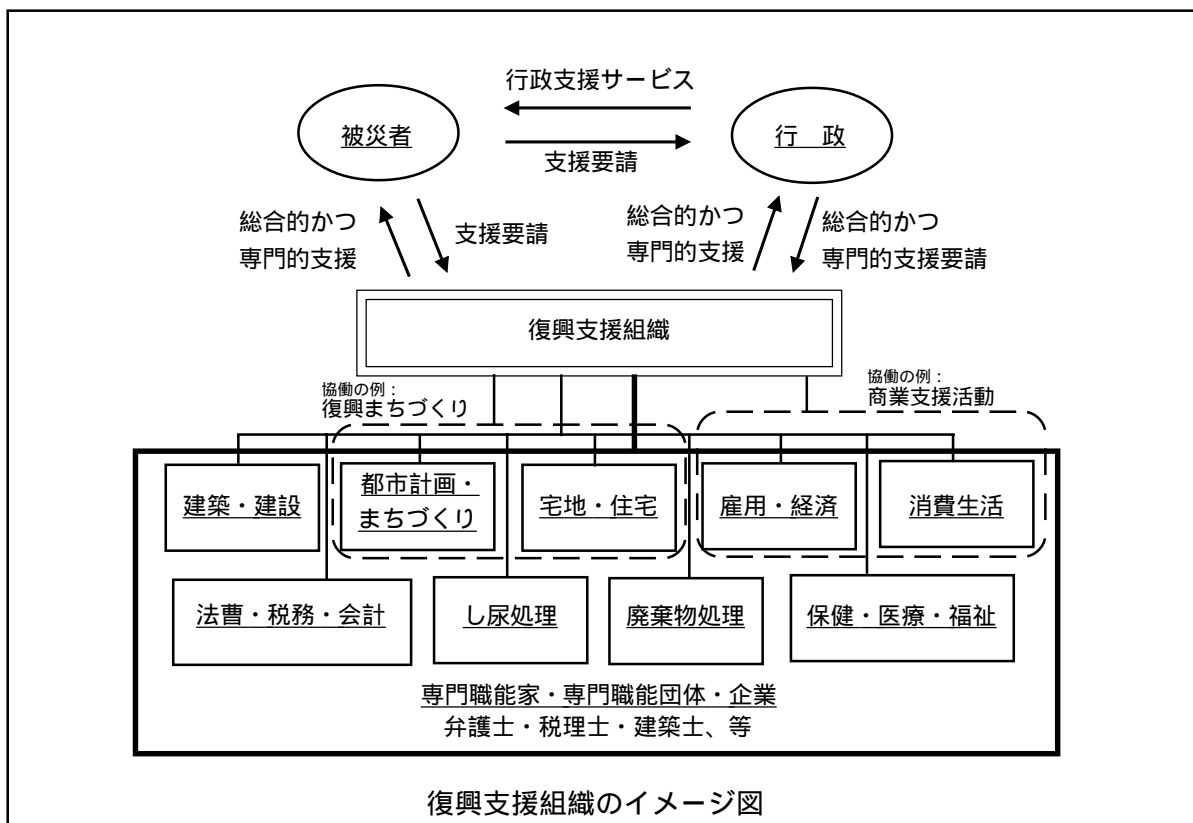 行政支援サービス
被災者
行　政
支援要請
総合的かつ
専門的支援
支援要請
総合的かつ
専門的支援
総合的かつ
専門的支援要請
復興支援組織
協働の例：
復興まちづくり
協働の例：
商業支援活動
建築・建設
都市計画・
まちづくり
宅地・住宅
雇用・経済
消費生活
法曹・税務・会計
し尿処理
廃棄物処理
保健・医療・福祉
専門職能家・専門職能団体・企業
弁護士・税理士・建築士、等
復興支援組織のイメージ図